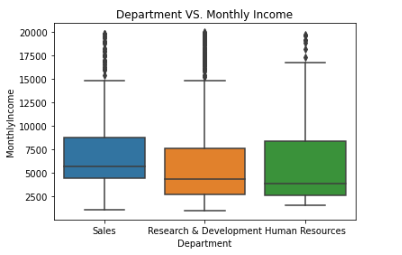 Department VS. Monthly Income
20000
17500
15000
12500
10000
7500
5000
2500
MonthlyIncome
Sales
Research & Development
Human Resources
Department